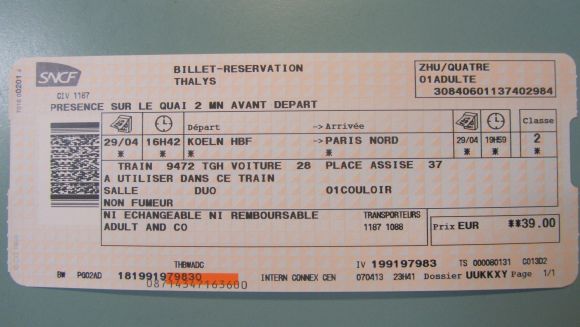 SNCF
BILLET-RESERVATION
THALYS
ZHU/QUATRE
01ADULTE
CIV 1167
30840601137402984
PRESENCE SUR LE QUAI 2 MN AVANT DEPART
Départ -> Arrivée Classe
29/04 16H42 KOELN HBF -> PARIS NORD 29/04 19H59 2
* * * * *
TRAIN 9472 TGH VOITURE 28 PLACE ASSISE 37
A UTILISER DANS CE TRAIN
SALLE DUO 01COULOIR
NON FUMEUR
NI ECHANGEABLE NI REMBOURSABLE TRANSPORTEURS
ADULT AND CO 1187 1088
Prix EUR **39.00
THBWADC IV 199197983 TS 000080131 C013D2
BW PG02AD 181991979830 INTERN CONNEX CEN 070413 23H41 Dossier UUKKXY Page 1/1
08714347163600